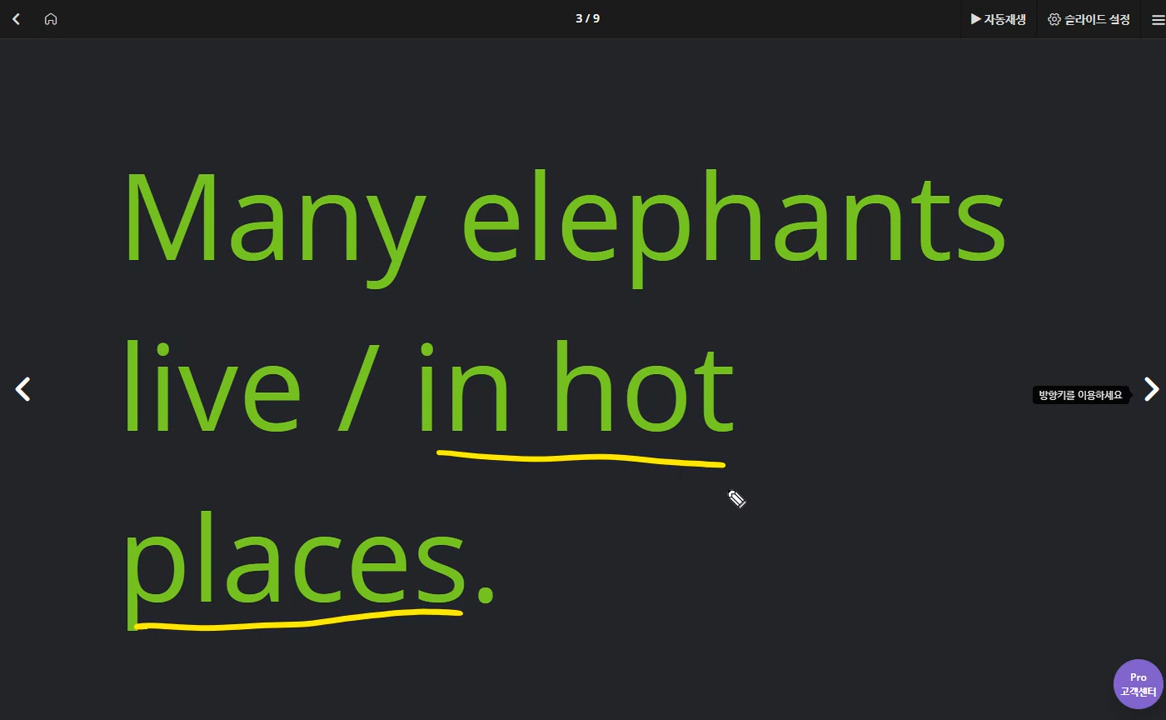 3 / 9
▶ 자동재생
슬라이드 설정
Many elephants
live / in hot
방향키를 이용하세요
places.
Pro
고객센터